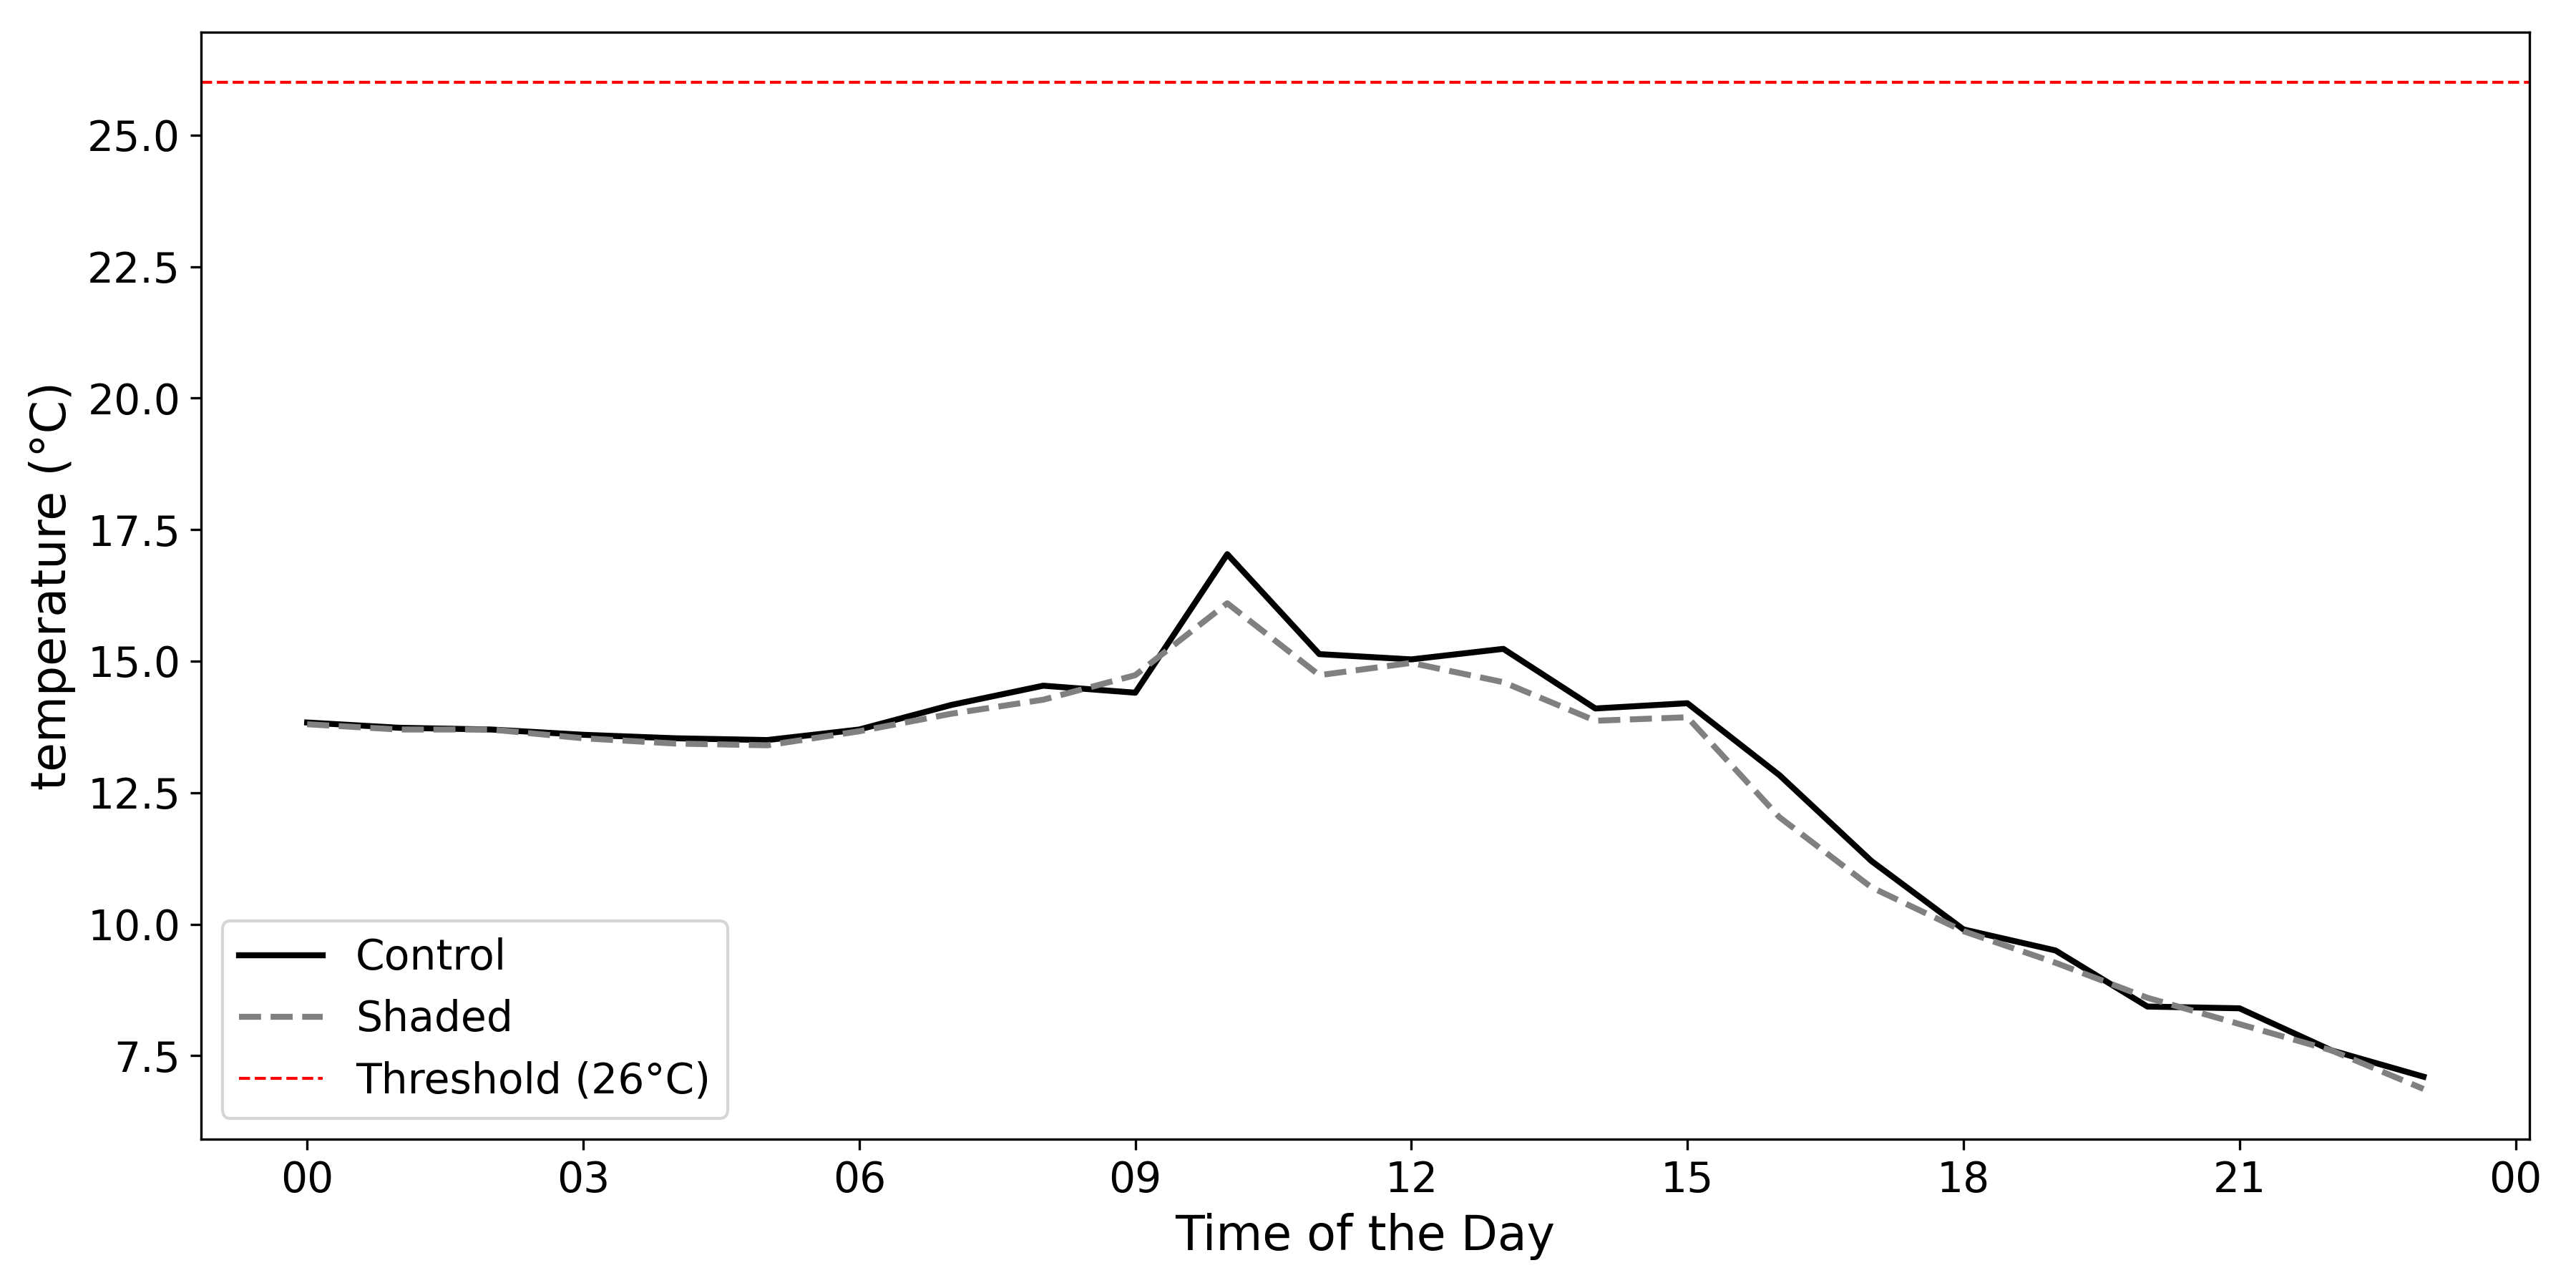 25.0
22.5
20.0
17.5
15.0
12.5
10.0
7.5
temperature (°C)
Control
Shaded
Threshold (26°C)
00 03 06 09 12 15 18 21 00
Time of the Day